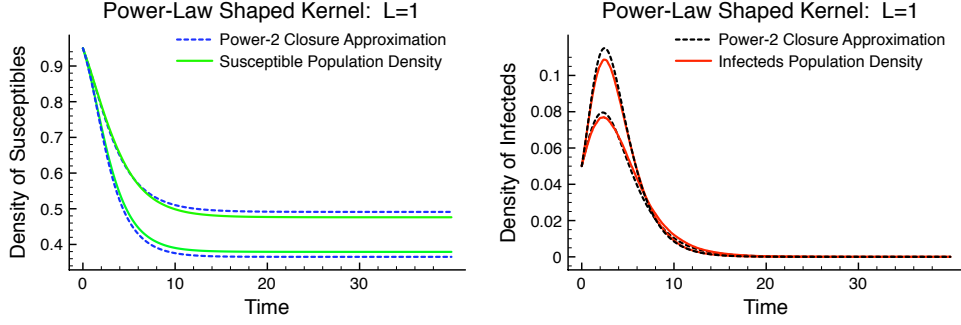 Power-Law Shaped Kernel: L=1
Power-2 Closure Approximation
Susceptible Population Density
Density of Susceptibles
0.9
0.8
0.7
0.6
0.5
0.4
0
10
20
30
Time
Power-Law Shaped Kernel: L=1
Power-2 Closure Approximation
Infecteds Population Density
Density of Infecteds
0.1
0.08
0.06
0.04
0.02
0
0
10
20
30
Time